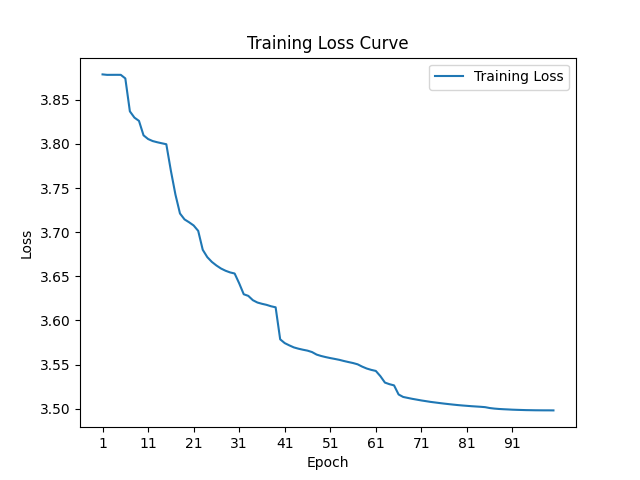 Training Loss Curve
Training Loss
3.85
3.80
3.75
3.70
3.65
3.60
3.55
3.50
Loss
1 11 21 31 41 51 61 71 81 91
Epoch